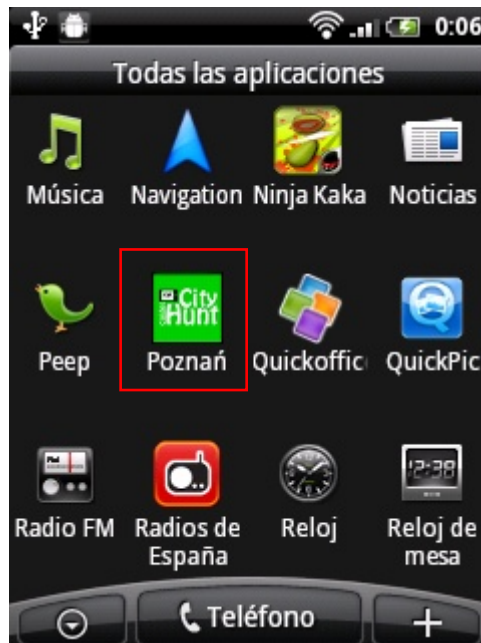 0:06
Todas las aplicaciones
Música Navigation Ninja Kaka Noticias
City
Hunt
Peep Poznań Quickoffic QuickPic
12:38
Radio FM Radios de España Reloj Reloj de mesa
Teléfono